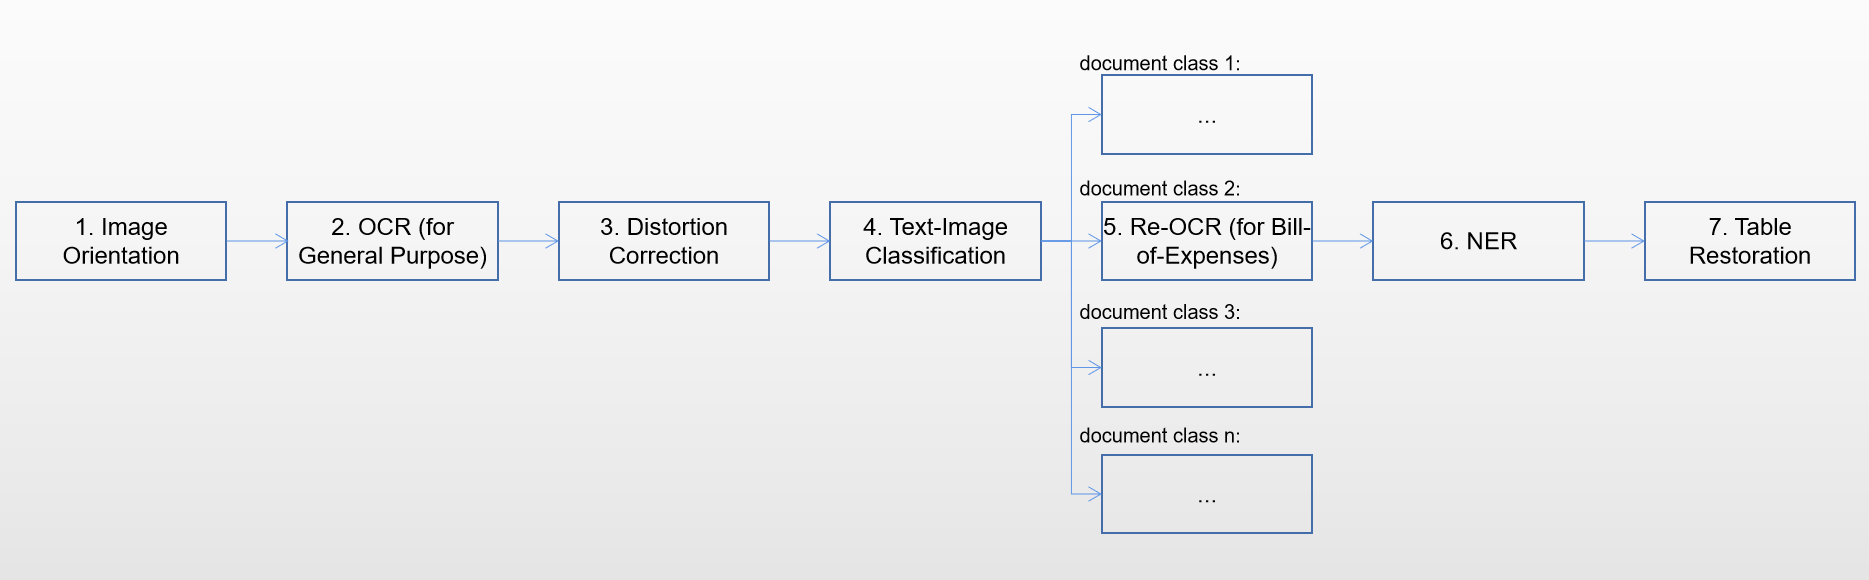 1. Image
Orientation
2. OCR (for
General Purpose)
3. Distortion
Correction
4. Text-Image
Classification
document class 1:
...
document class 2:
5. Re-OCR (for Bill-
of-Expenses)
6. NER
7. Table
Restoration
document class 3:
...
document class n:
...